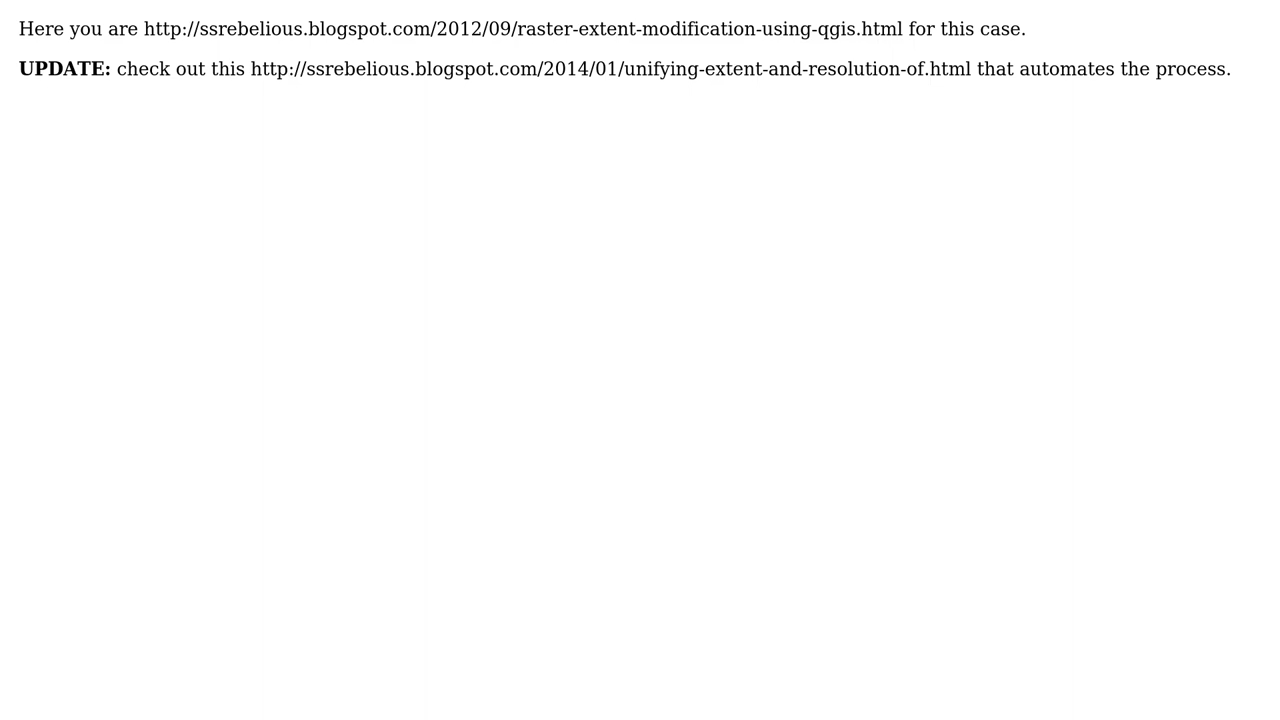 Here you are http://ssrebelious.blogspot.com/2012/09/raster-extent-modification-using-qgis.html for this case.
UPDATE: check out this http://ssrebelious.blogspot.com/2014/01/unifying-extent-and-resolution-of.html that automates the process.